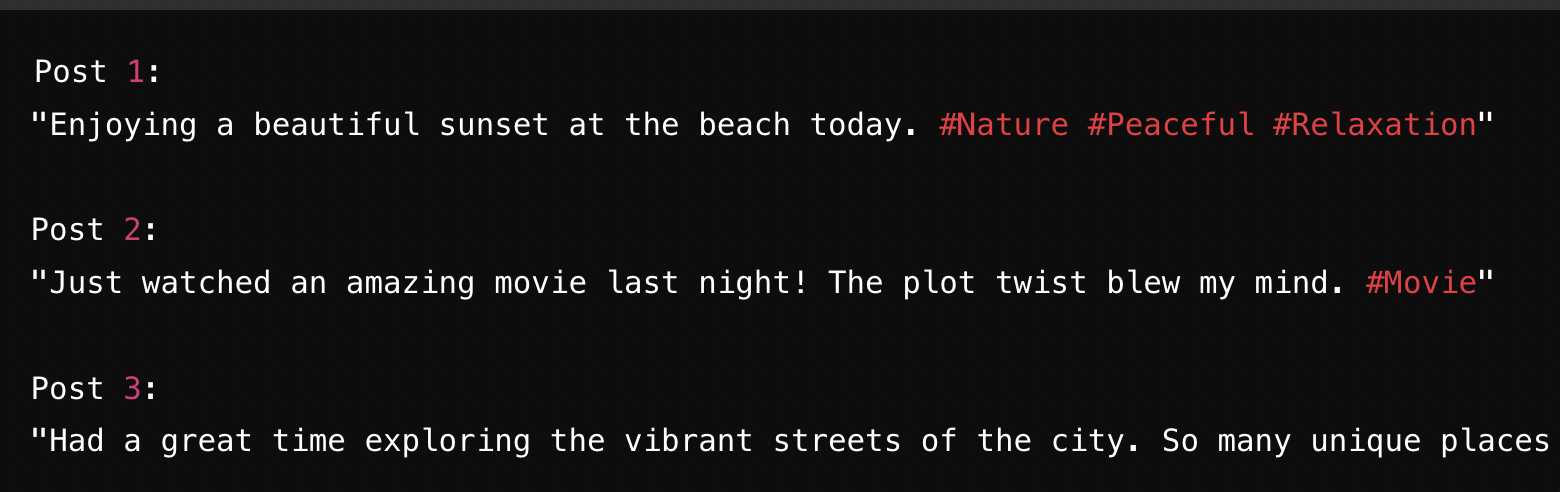 Post 1:
"Enjoying a beautiful sunset at the beach today. #Nature #Peaceful #Relaxation"
Post 2:
"Just watched an amazing movie last night! The plot twist blew my mind. #Movie"
Post 3:
"Had a great time exploring the vibrant streets of the city. So many unique places